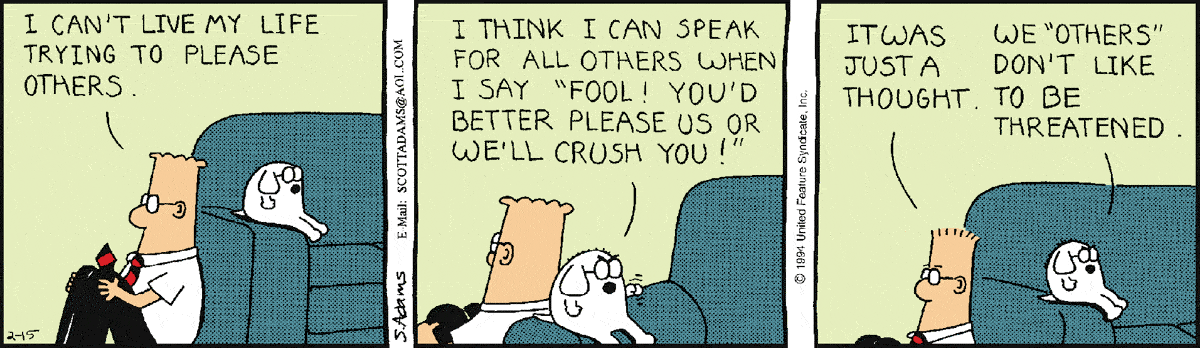 I CAN'T LIVE MY LIFE
TRYING TO PLEASE
OTHERS.
2-15
S.Adams E Mail: SCOTTADAMS@AOL.COM
I THINK I CAN SPEAK
FOR ALL OTHERS WHEN
I SAY "FOOL! YOU'D
BETTER PLEASE US OR
WE'LL CRUSH YOU!"
© 1994 United Feature Syndicate, Inc.
IT WAS
JUST A
THOUGHT.
WE "OTHERS"
DON'T LIKE
TO BE
THREATENED.